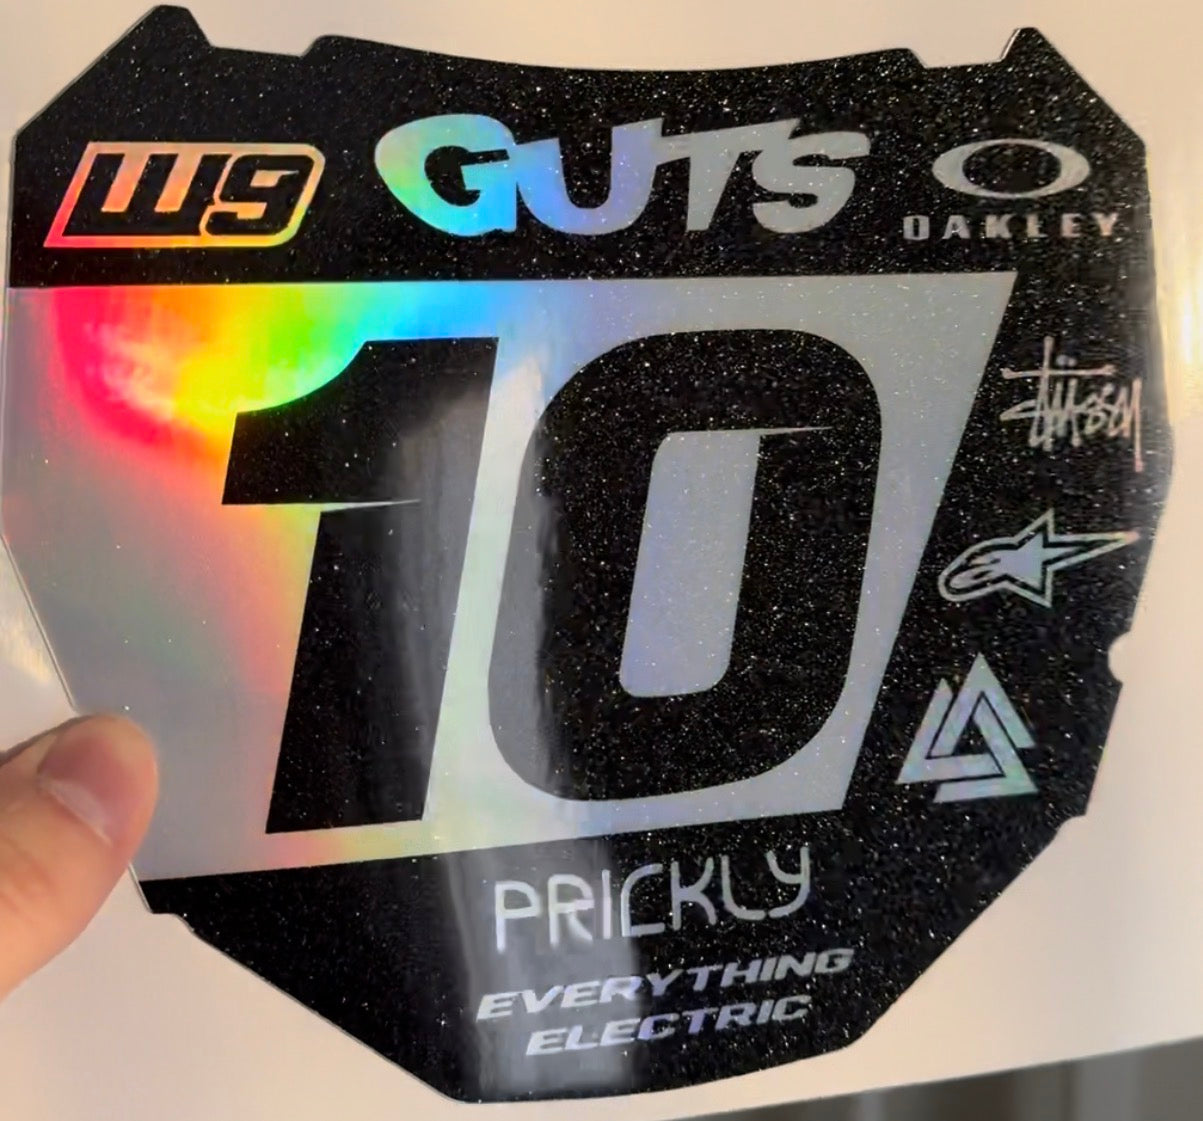 W9
GUTS
OAKLEY
10
Stüssy
PRICKLY
EVERYTHING
ELECTRIC